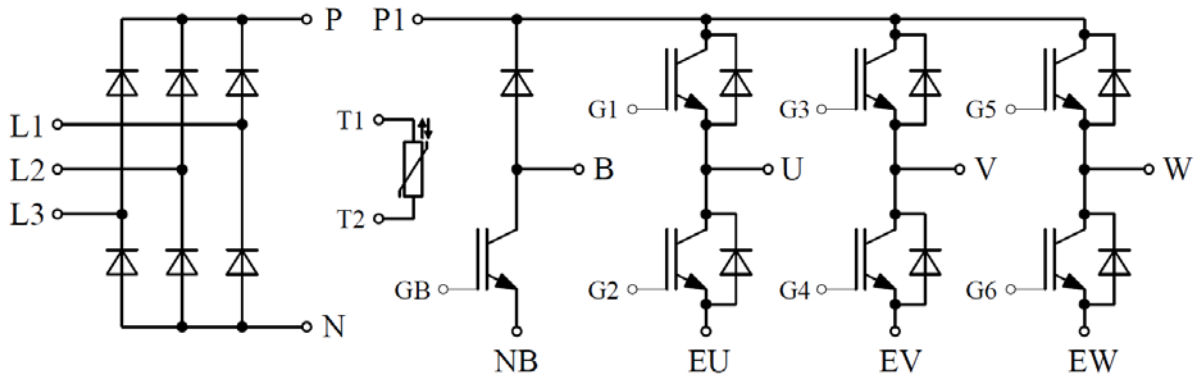 P P1
G1 G3 G5
L1 T1
L2 B U V W
L3 T2
GB G2 G4 G6
N
NB EU EV EW